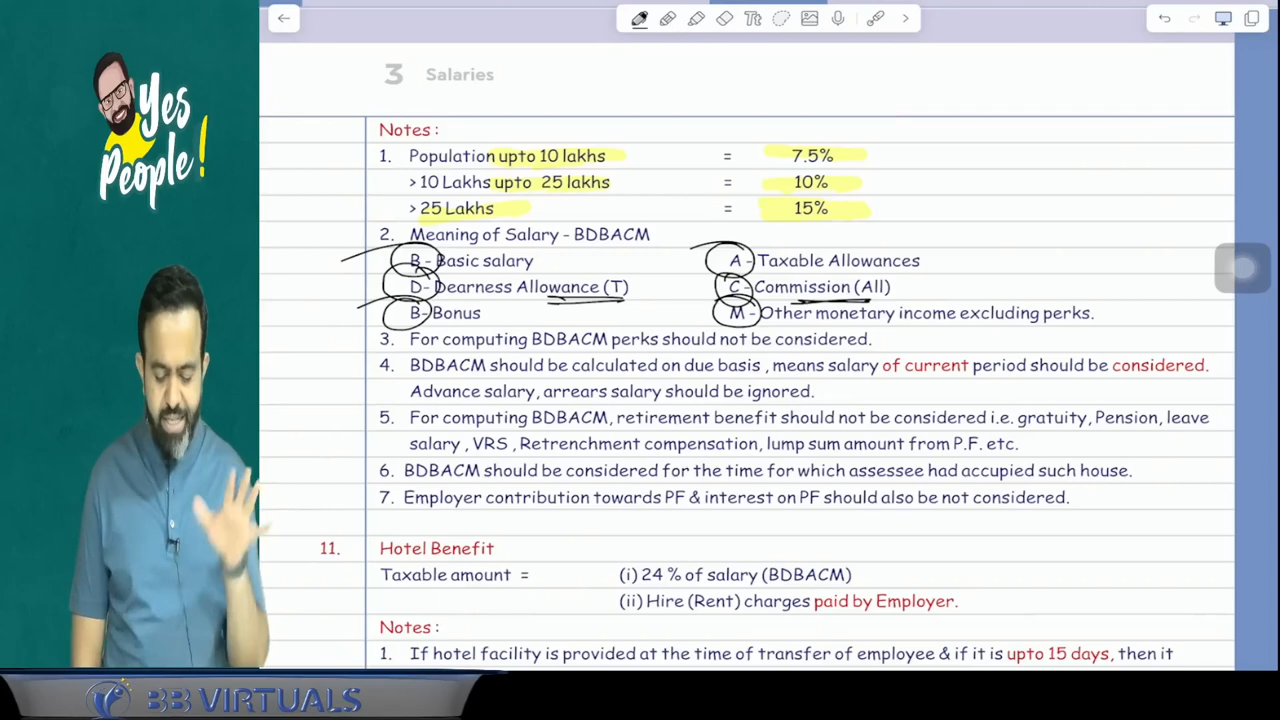 Yes
People!
3 Salaries
Notes :
1. Population upto 10 lakhs = 7.5%
> 10 Lakhs upto 25 lakhs = 10%
> 25 Lakhs = 15%
2. Meaning of Salary - BDBACM
B - Basic salary A - Taxable Allowances
D- Dearness Allowance (T) C- Commission (All)
B- Bonus M - Other monetary income excluding perks.
3. For computing BDBACM perks should not be considered.
4. BDBACM should be calculated on due basis , means salary of current period should be considered.
Advance salary, arrears salary should be ignored.
5. For computing BDBACM, retirement benefit should not be considered i.e. gratuity, Pension, leave
salary , VRS , Retrenchment compensation, lump sum amount from P.F. etc.
6. BDBACM should be considered for the time for which assessee had accupied such house.
7. Employer contribution towards PF & interest on PF should also be not considered.
11. Hotel Benefit
Taxable amount = (i) 24 % of salary (BDBACM)
(ii) Hire (Rent) charges paid by Employer.
Notes :
1. If hotel facility is provided at the time of transfer of employee & if it is upto 15 days, then it
BB VIRTUALS